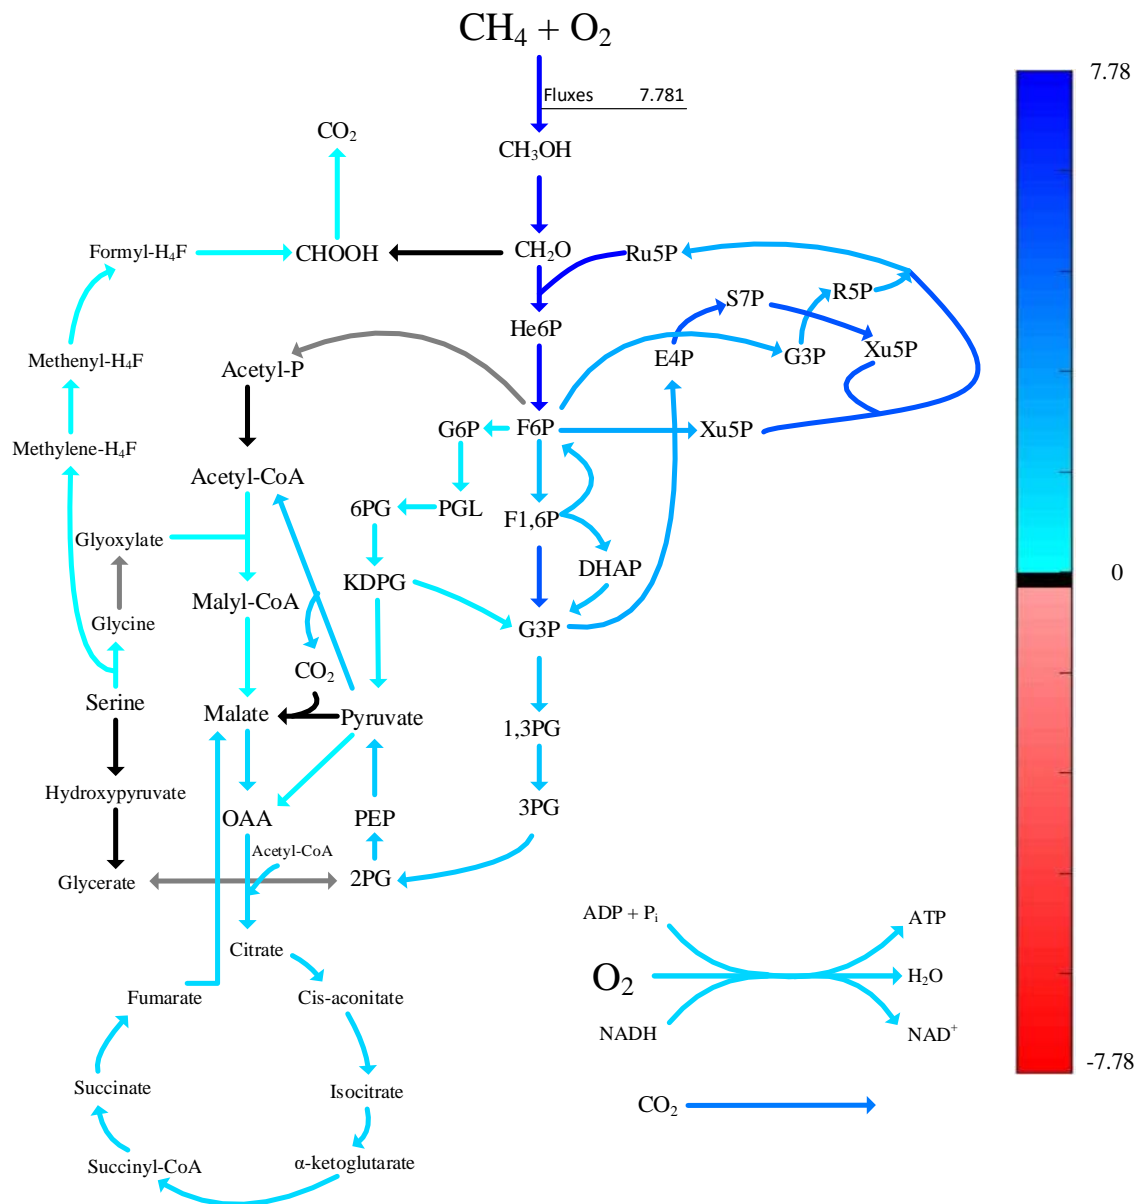 CH₄ + O₂
7.78
Fluxes 7.781
CO₂
CH₃OH
Formyl-H₄F
CHOOH
CH₂O
Ru5P
R5P
S7P
He6P
Methenyl-H₄F
Acetyl-P
E4P
G3P
Xu5P
G6P
F6P
Xu5P
Methylene-H₄F
Acetyl-CoA
6PG
PGL
F1,6P
Glyoxylate
KDPG
DHAP
0
Malyl-CoA
Glycine
G3P
CO₂
Serine
Malate
Pyruvate
1,3PG
Hydroxypyruvate
OAA
PEP
3PG
Acetyl-CoA
Glycerate
2PG
ADP + Pᵢ
ATP
Citrate
O₂
H₂O
Fumarate
Cis-aconitate
NADH
NAD⁺
-7.78
Succinate
Isocitrate
CO₂
Succinyl-CoA
α-ketoglutarate